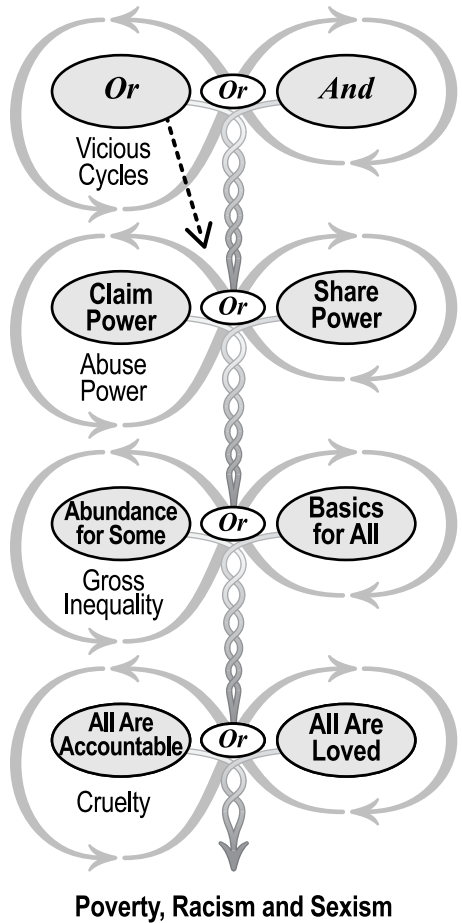 Or Or And
Vicious
Cycles
Claim
Power
Or
Share
Power
Abuse
Power
Abundance
for Some
Or
Basics
for All
Gross
Inequality
All Are
Accountable
Or
All Are
Loved
Cruelty
Poverty, Racism and Sexism